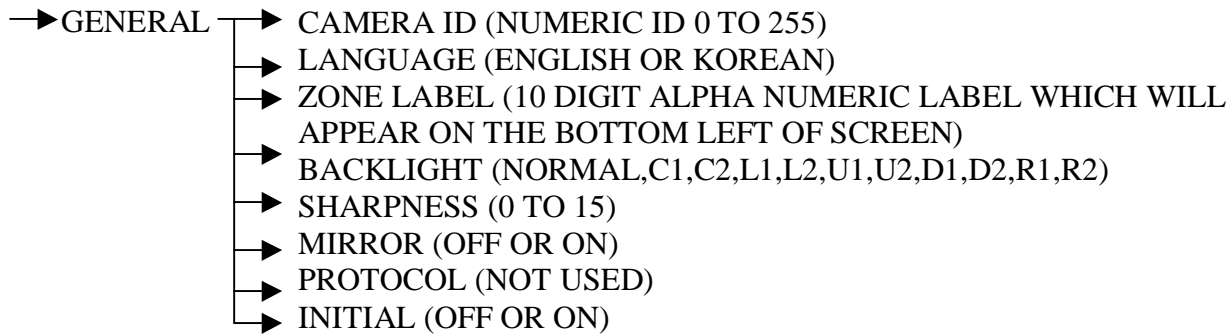 GENERAL
CAMERA ID (NUMERIC ID 0 TO 255)
LANGUAGE (ENGLISH OR KOREAN)
ZONE LABEL (10 DIGIT ALPHA NUMERIC LABEL WHICH WILL
APPEAR ON THE BOTTOM LEFT OF SCREEN)
BACKLIGHT (NORMAL,C1,C2,L1,L2,U1,U2,D1,D2,R1,R2)
SHARPNESS (0 TO 15)
MIRROR (OFF OR ON)
PROTOCOL (NOT USED)
INITIAL (OFF OR ON)